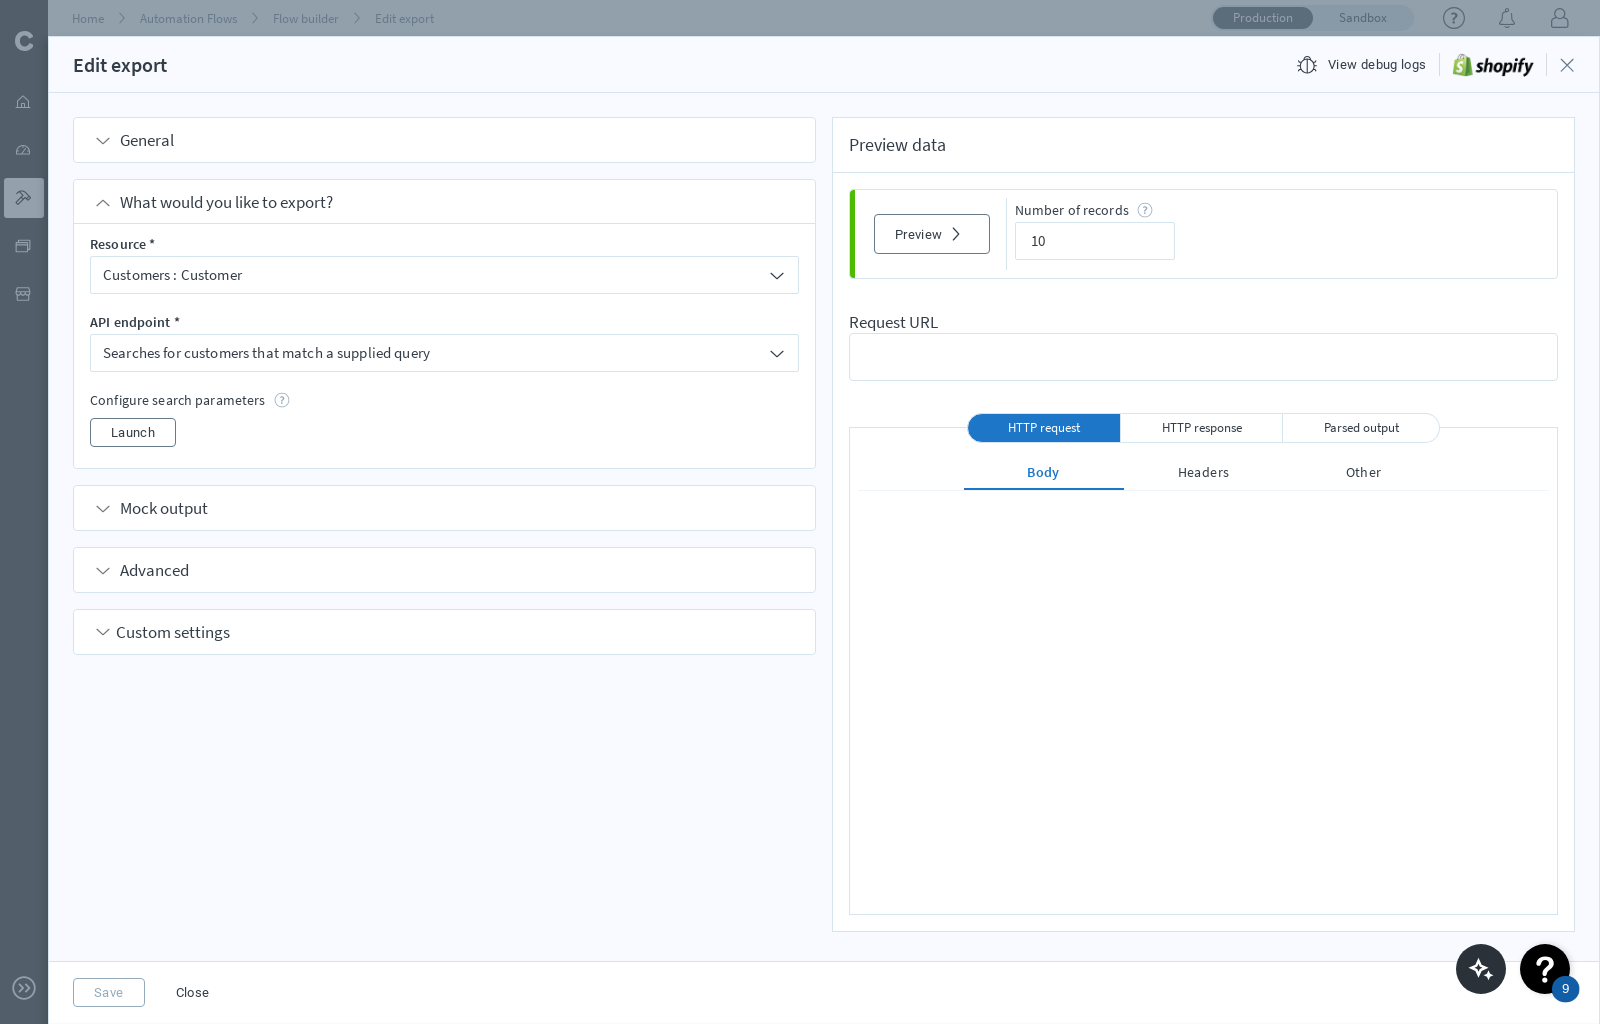 Home Automation Flows Flow builder Edit export Production Sandbox ?
C
Edit export View debug logs shopify
General
What would you like to export?
Resource *
Customers : Customer
API endpoint *
Searches for customers that match a supplied query
Configure search parameters ?
Launch
Mock output
Advanced
Custom settings
Preview data
Preview
Number of records ?
10
Request URL
HTTP request HTTP response Parsed output
Body Headers Other
Save Close
?
9